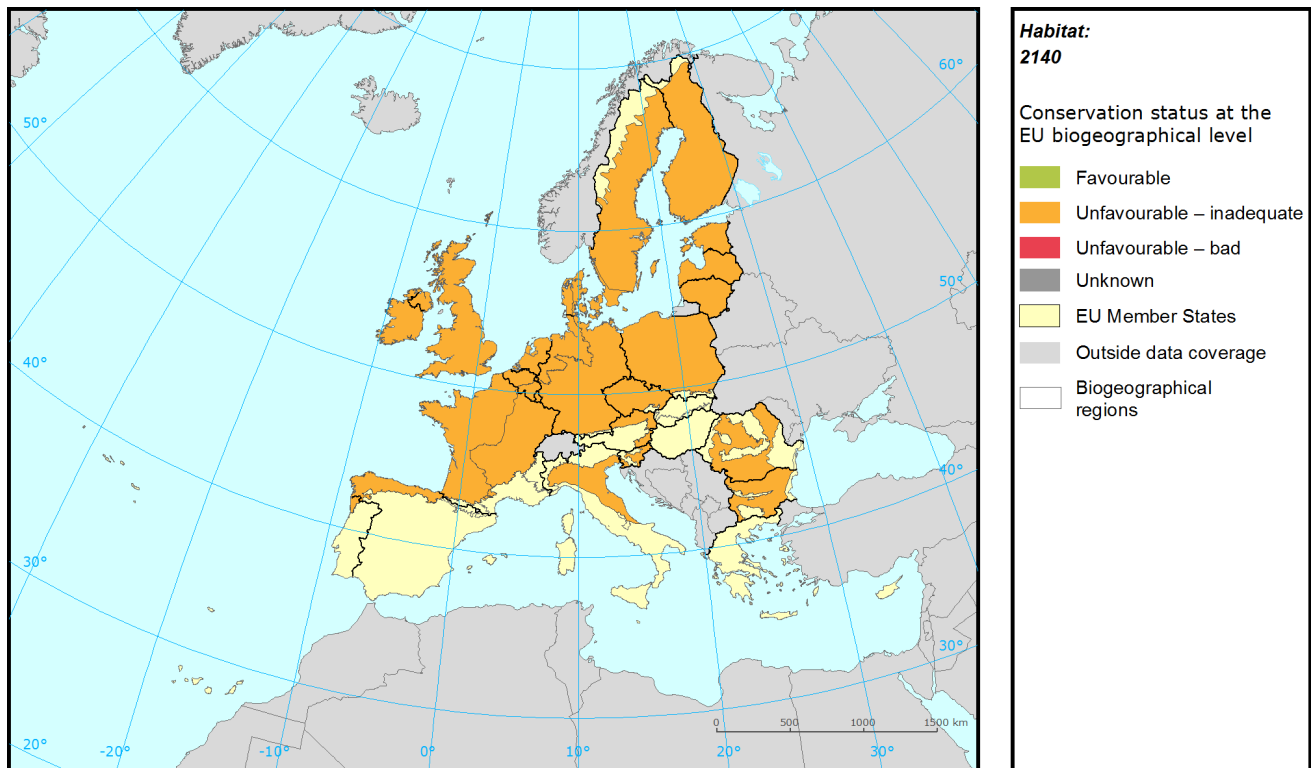 Habitat:
2140
Conservation status at the
EU biogeographical level
Favourable
Unfavourable – inadequate
Unfavourable – bad
Unknown
EU Member States
Outside data coverage
Biogeographical
regions
60°
50°
50°
40°
40°
30°
30°
20°
-20°
-10°
0°
10°
20°
30°
0
500
1000
1500 km